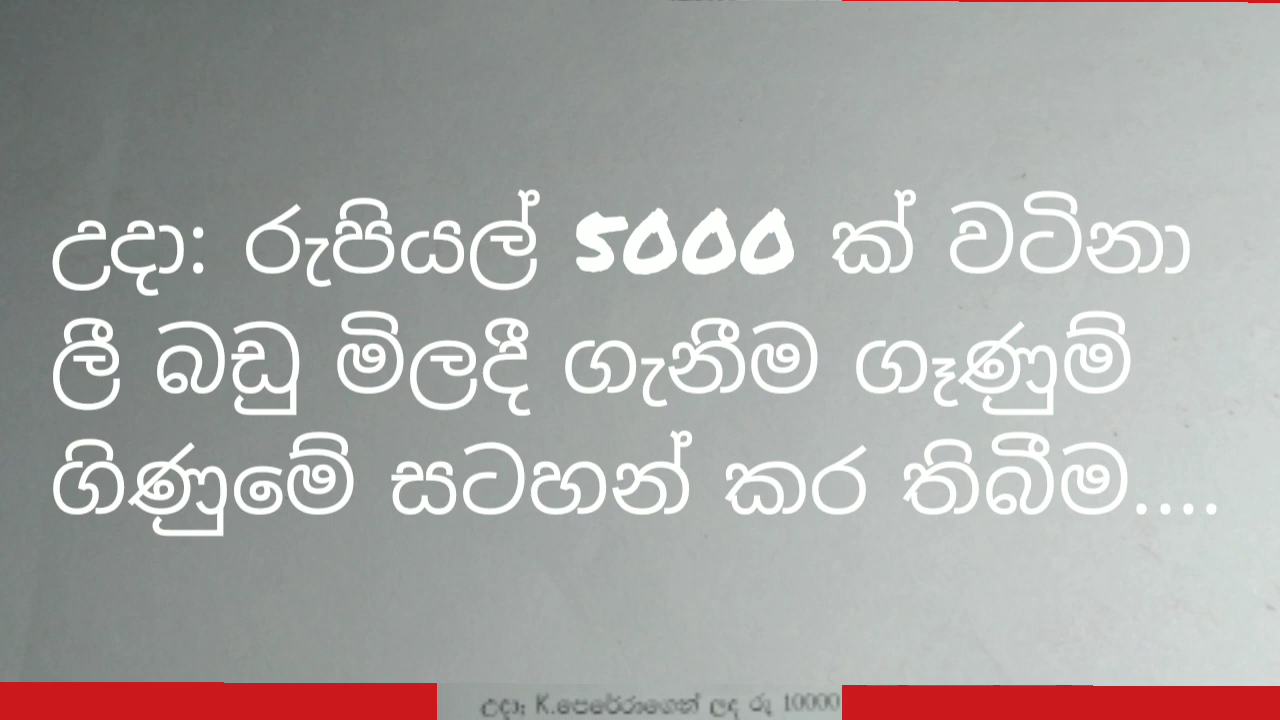 උදා: රුපියල් 5000 ක් වටිනා
ලී බඩු මිලදී ගැනීම ගෑණුම්
ගිණුමේ සටහන් කර තිබීම....
උදා; K.පෙරේරාගෙන් ලද රු 10000